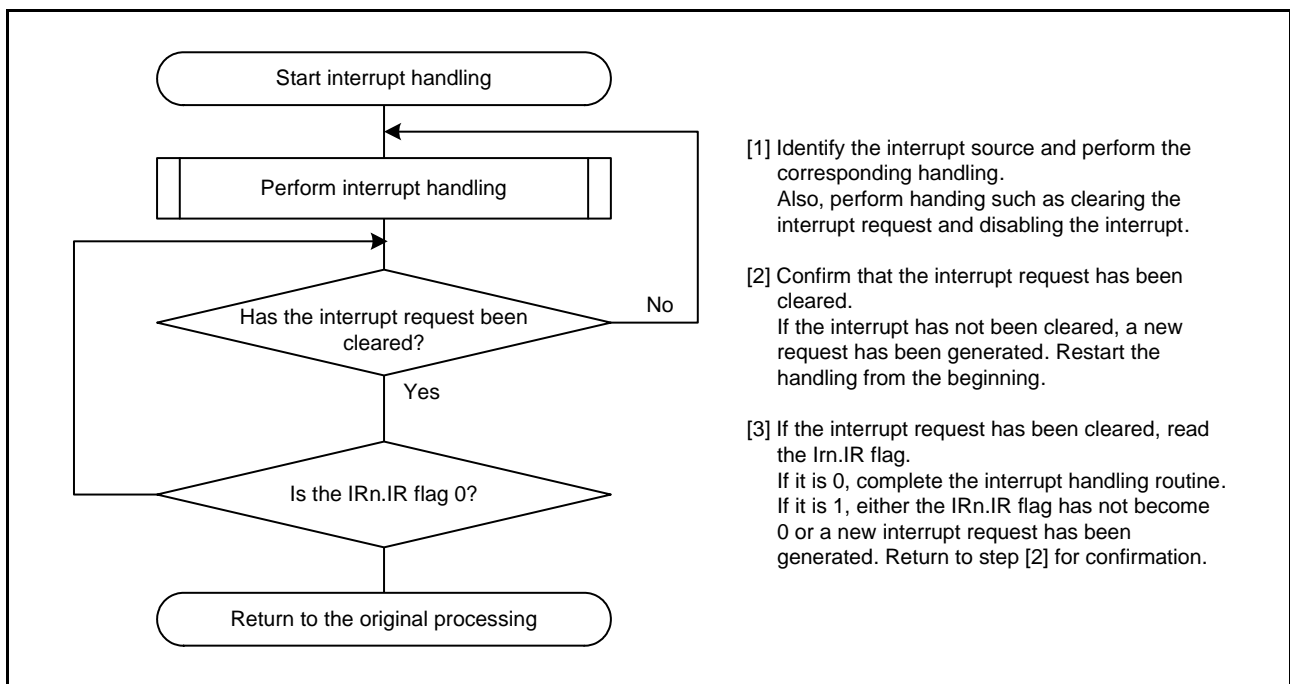 Start interrupt handling
Perform interrupt handling
Has the interrupt request been
cleared?
No
Yes
Is the IRn.IR flag 0?
Return to the original processing
[1] Identify the interrupt source and perform the
corresponding handling.
Also, perform handing such as clearing the
interrupt request and disabling the interrupt.
[2] Confirm that the interrupt request has been
cleared.
If the interrupt has not been cleared, a new
request has been generated. Restart the
handling from the beginning.
[3] If the interrupt request has been cleared, read
the Irn.IR flag.
If it is 0, complete the interrupt handling routine.
If it is 1, either the IRn.IR flag has not become
0 or a new interrupt request has been
generated. Return to step [2] for confirmation.